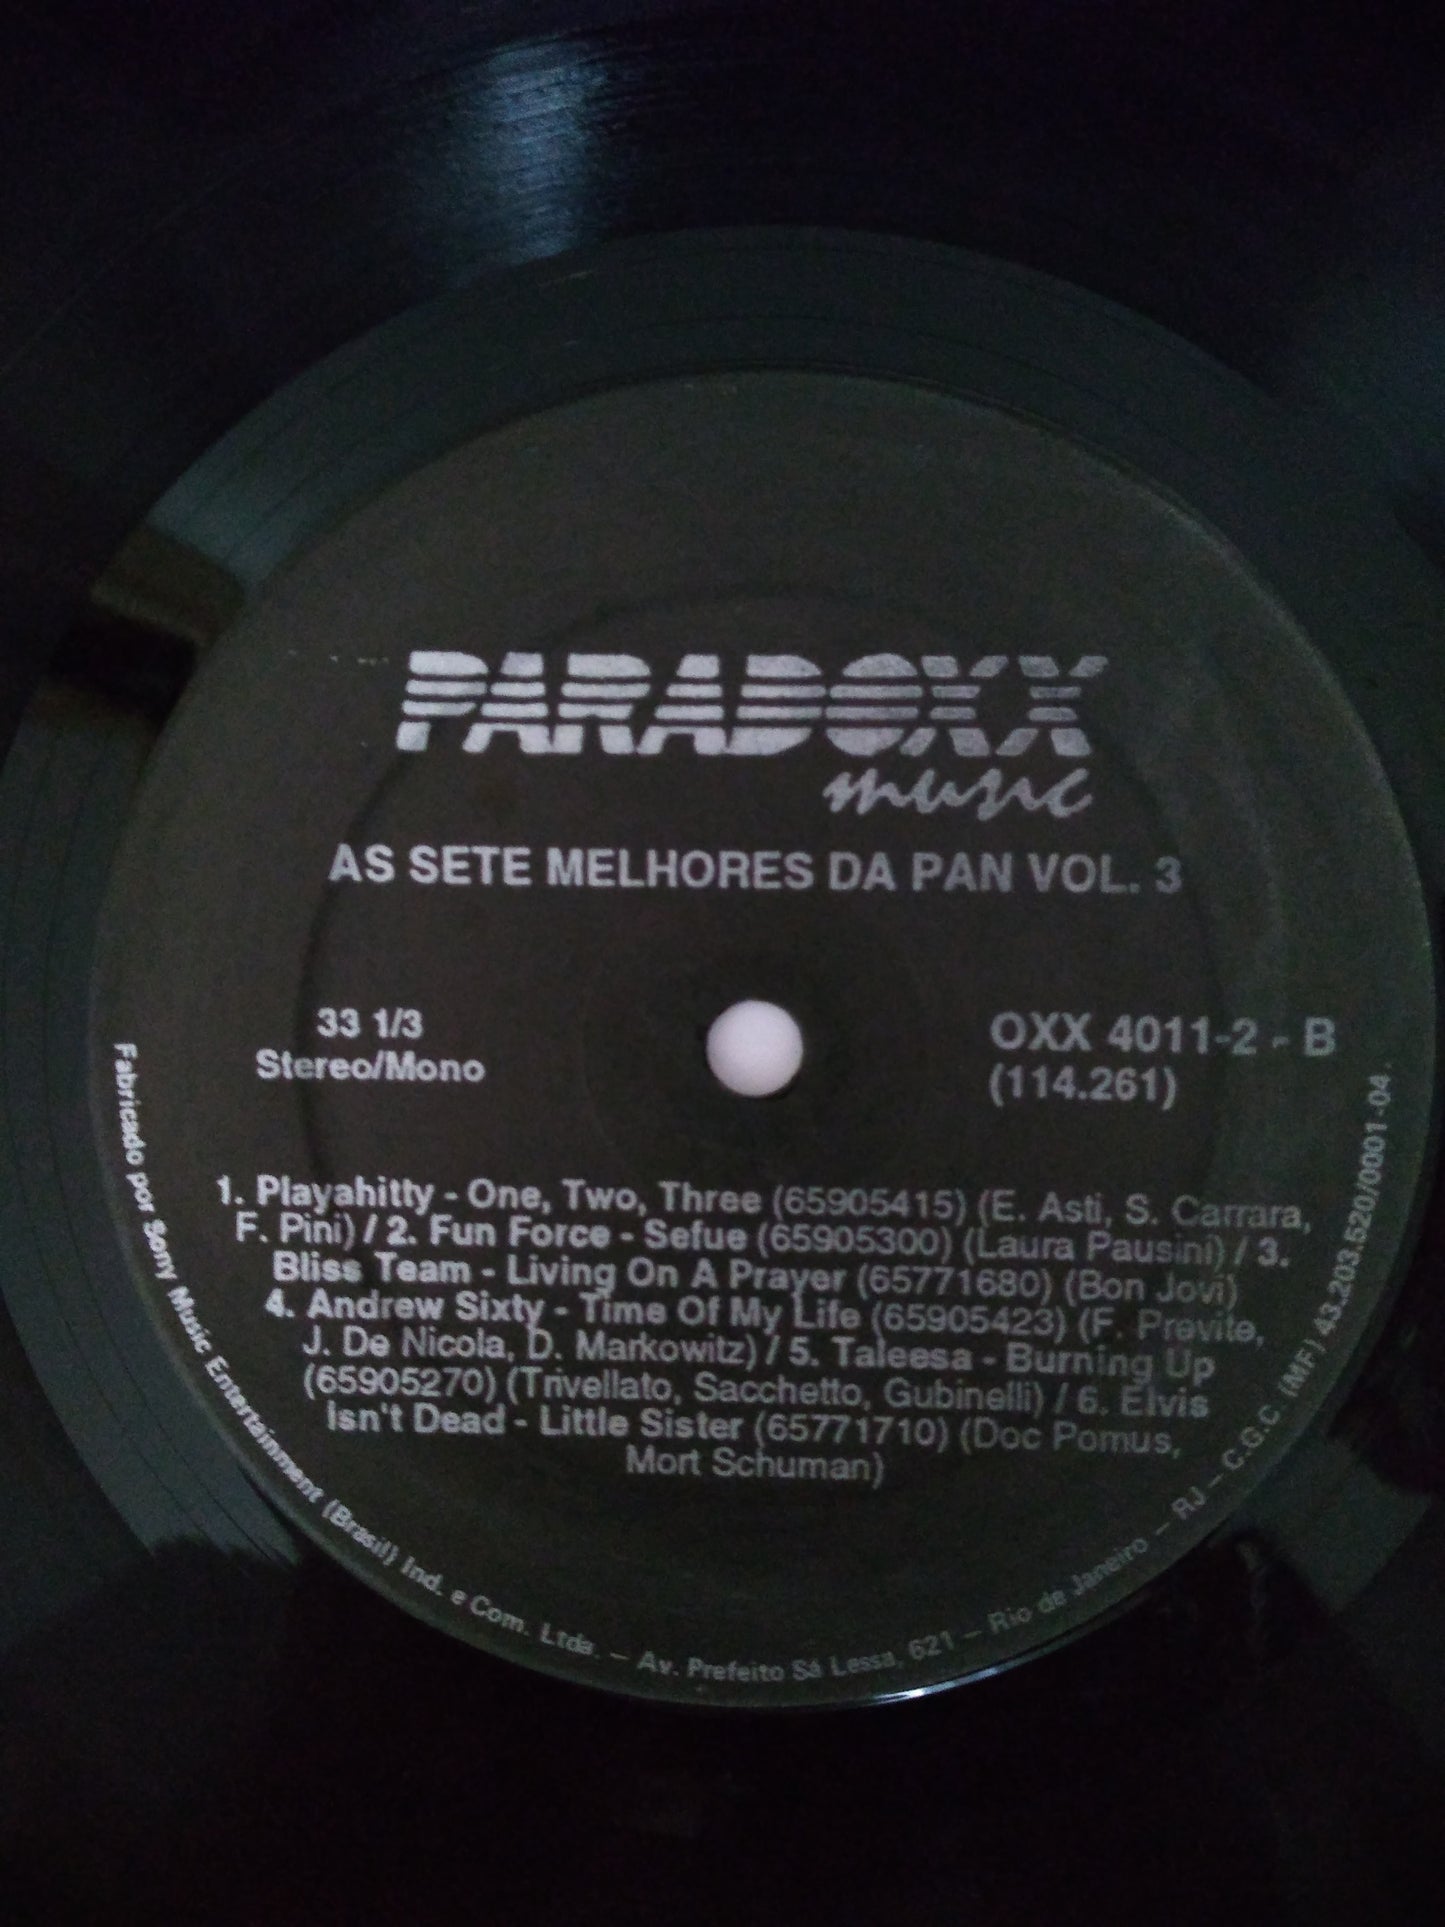 PARADOXX
music
AS SETE MELHORES DA PAN VOL. 3
33 1/3
Stereo/Mono
OXX 4011-2 - B
(114.261)
1. Playahitty - One, Two, Three (65905415) (E. Asti, S. Carrara,
F. Pini) / 2. Fun Force - Sefue (65905300) (Laura Pausini) / 3.
Bliss Team - Living On A Prayer (65771680) (Bon Jovi)
4. Andrew Sixty - Time Of My Life (65905423) (F. Previte,
J. De Nicola, D. Markowitz) / 5. Taleesa - Burning Up
(65905270) (Trivellato, Sacchetto, Gubinelli) / 6. Elvis
Isn't Dead - Little Sister (65771710) (Doc Pomus,
Mort Schuman)
Fabricado por Sony Music Entertainment (Brasil) Ind. e Com. Ltda. – Av. Prefeito Sá Lessa, 621 – Rio de Janeiro – RJ – C.G.C (MF) 43.203.520/0001-04.